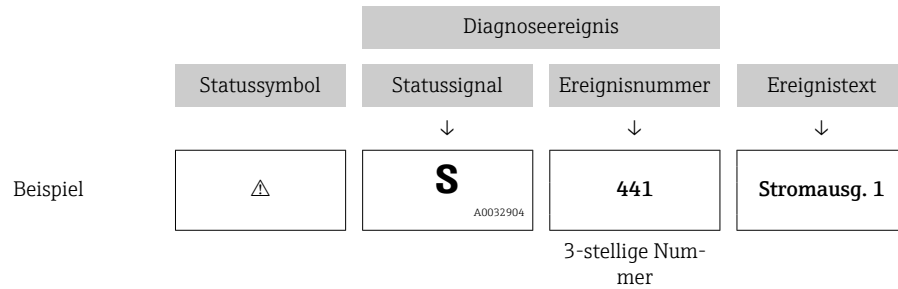 Diagnoseereignis
Statussymbol Statussignal Ereignisnummer Ereignistext
↓ ↓ ↓
Beispiel ⚠ S 441 Stromausg. 1
A0032904
3-stellige Num-
mer